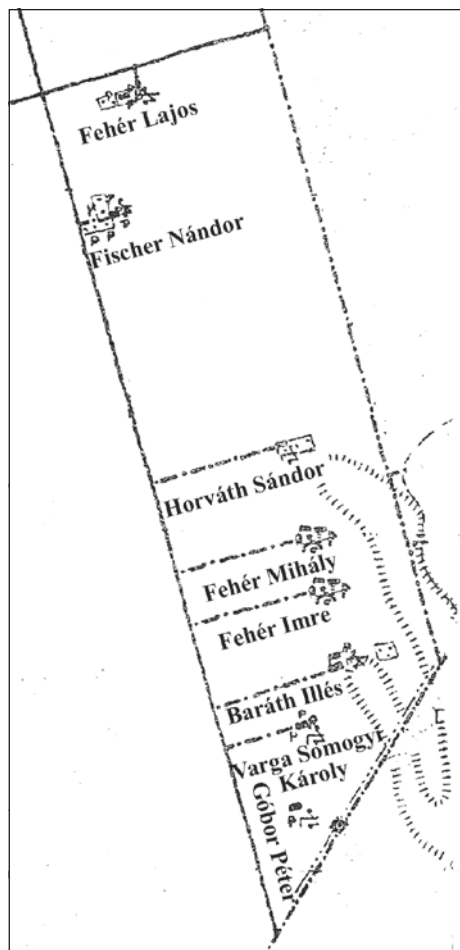 Fehér Lajos
Fischer Nándor
Horváth Sándor
Fehér Mihály
Fehér Imre
Baráth Illés
Varga Somogyi
Károly
Góbor Péter